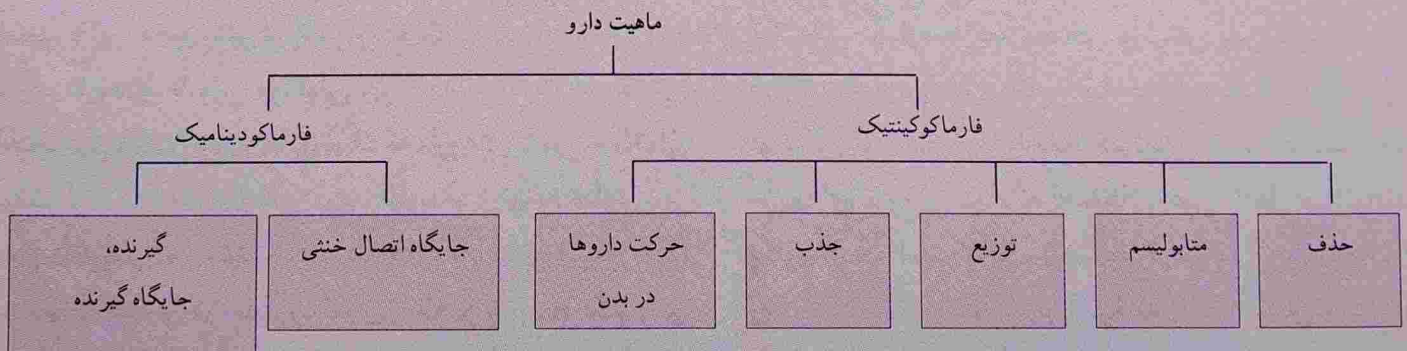 ماهیت دارو
فارماکوکینتیک
فارماکودینامیک
حذف
متابولیسم
توزیع
جذب
حرکت داروها
در بدن
جایگاه اتصال خنثی
گیرنده،
جایگاه گیرنده